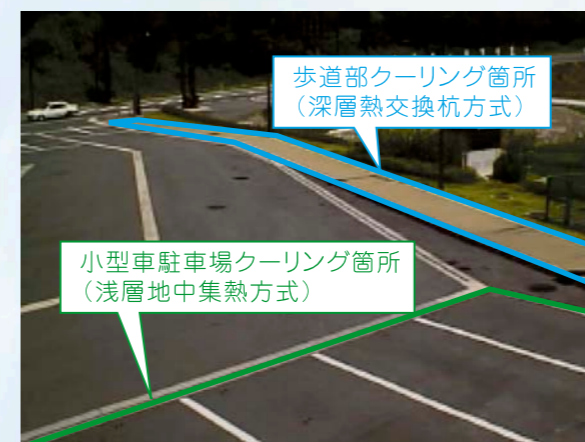 歩道部クーリング箇所
（深層熱交換杭方式）
小型車駐車場クーリング箇所
（浅層地中集熱方式）